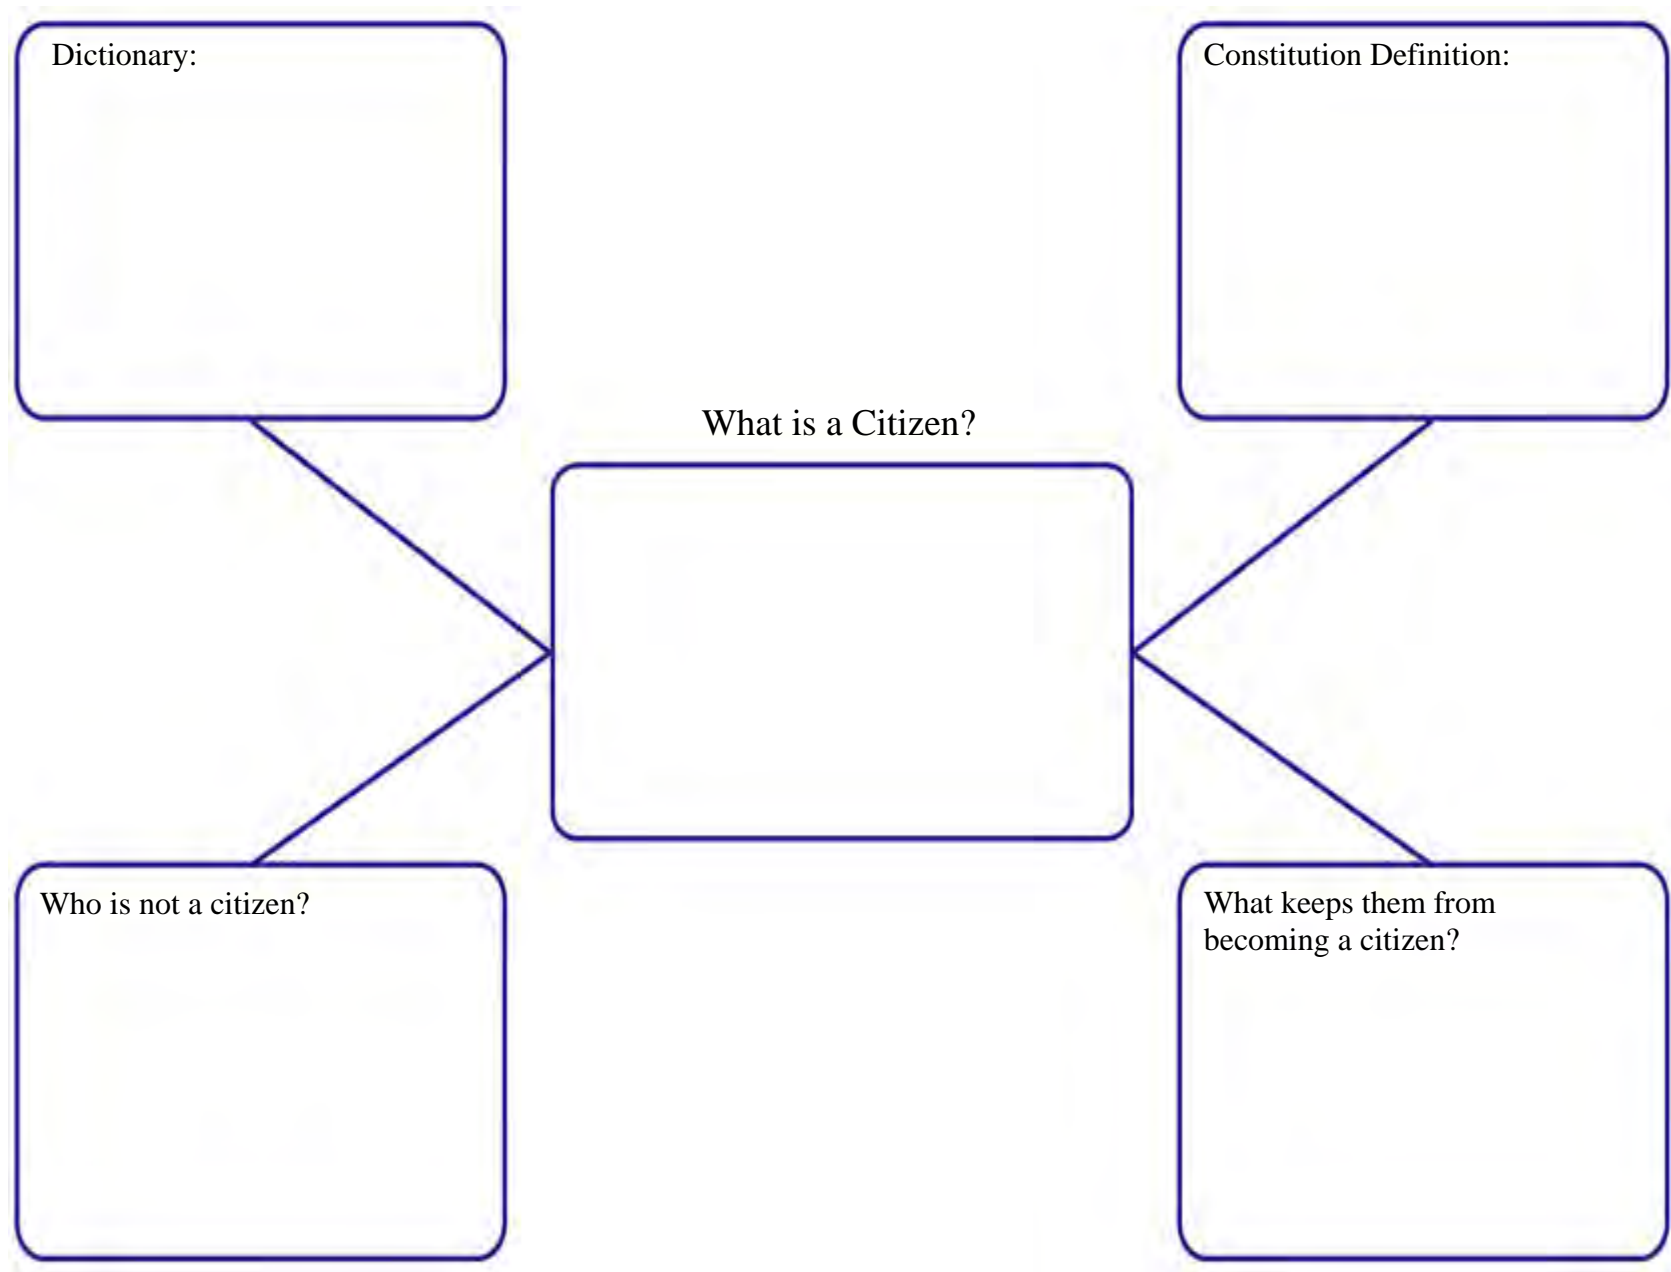 Dictionary:
Constitution Definition:
What is a Citizen?
Who is not a citizen?
What keeps them from
becoming a citizen?